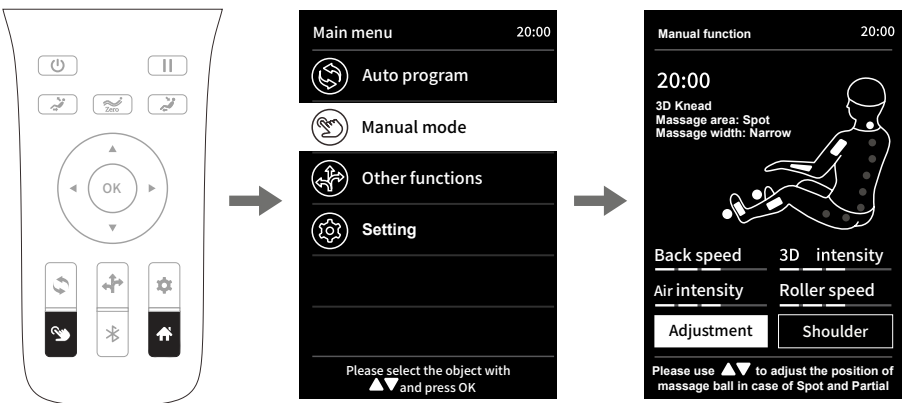 Zero
OK
Main menu 20:00
Auto program
Manual mode
Other functions
Setting
Please select the object with
▲▼ and press OK
Manual function 20:00
20:00
3D Knead
Massage area: Spot
Massage width: Narrow
Back speed 3D intensity
Air intensity Roller speed
Adjustment Shoulder
Please use ▲▼ to adjust the position of
massage ball in case of Spot and Partial